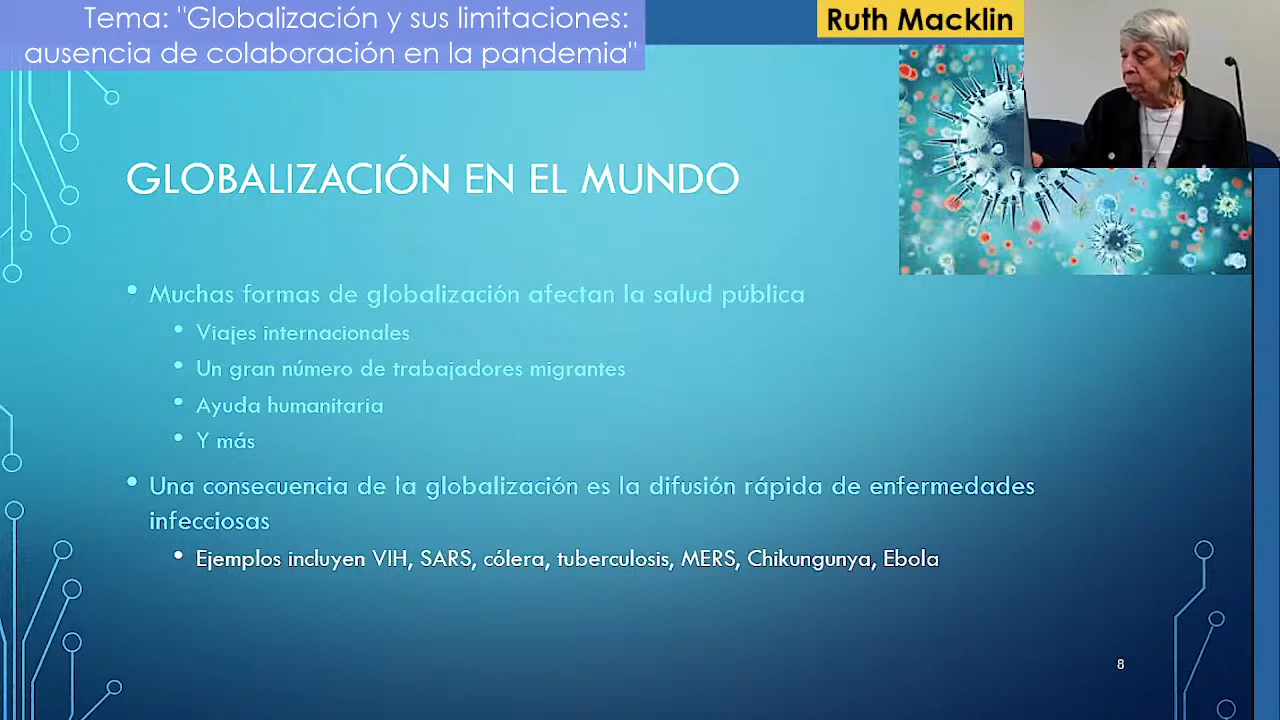 Tema: "Globalización y sus limitaciones:
ausencia de colaboración en la pandemia"
Ruth Macklin
GLOBALIZACIÓN EN EL MUNDO
• Muchas formas de globalización afectan la salud pública
• Viajes internacionales
• Un gran número de trabajadores migrantes
• Ayuda humanitaria
• Y más
• Una consecuencia de la globalización es la difusión rápida de enfermedades
infecciosas
• Ejemplos incluyen VIH, SARS, cólera, tuberculosis, MERS, Chikungunya, Ebola
8